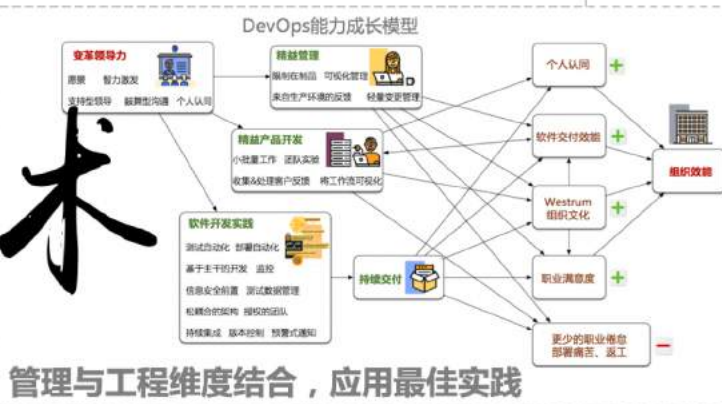 DevOps能力成长模型
变革领导力
愿景 智力激发
支持型领导 鼓舞型沟通 个人认同
精益管理
限制在制品 可视化管理
来自生产环境的反馈 轻量变更管理
精益产品开发
小批量工作 团队实验
收集&处理客户反馈 将工作流可视化
软件开发实践
测试自动化 部署自动化
基于主干的开发 监控
信息安全前置 测试数据管理
松耦合的架构 授权的团队
持续集成 版本控制 预警式通知
持续交付
个人认同
软件交付效能
Westrum
组织文化
职业满意度
更少的职业倦怠
部署痛苦、返工
组织效能
术
管理与工程维度结合，应用最佳实践